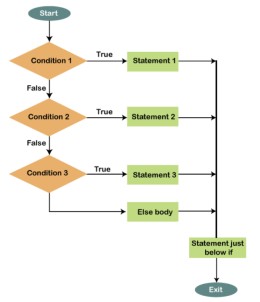 Start
Condition 1
True
Statement 1
False
Condition 2
True
Statement 2
False
Condition 3
True
Statement 3
Else body
Statement just
below if
Exit